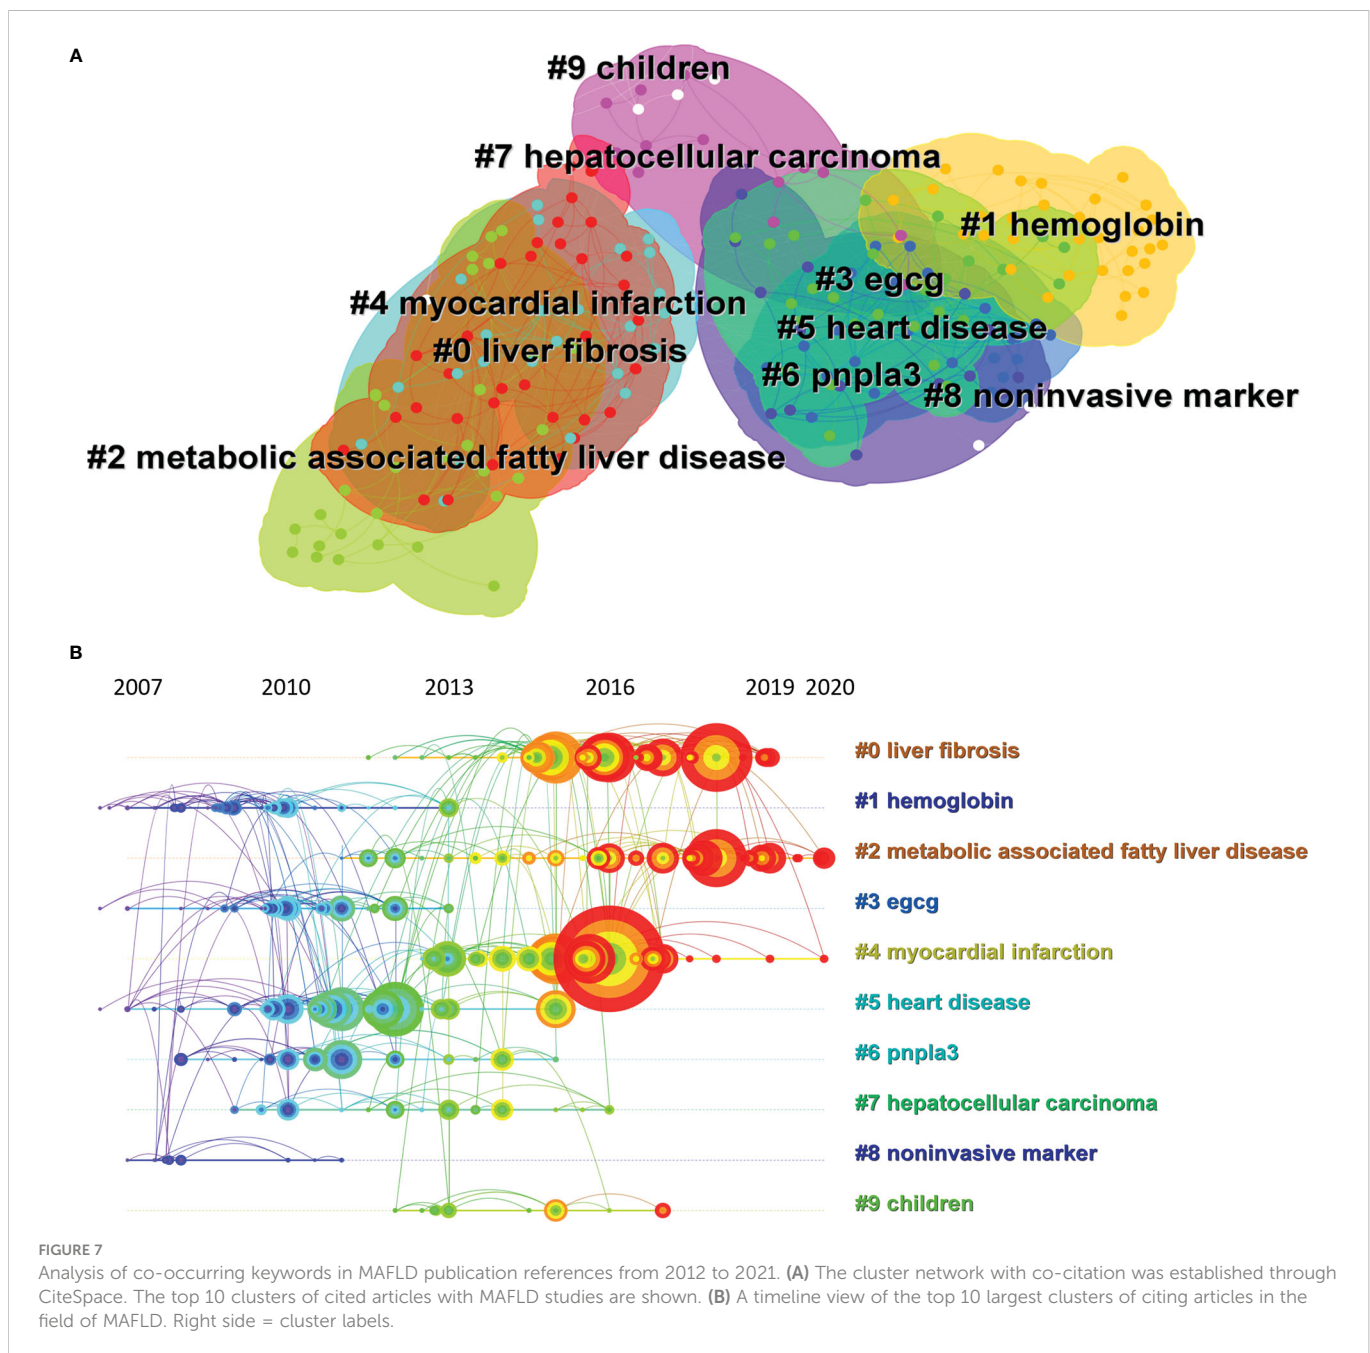 A
#9 children
#7 hepatocellular carcinoma
#1 hemoglobin
#3 egcg
#4 myocardial infarction
#5 heart disease
#0 liver fibrosis
#6 pnpla3
#8 noninvasive marker
#2 metabolic associated fatty liver disease
B
2007 2010 2013 2016 2019 2020
#0 liver fibrosis
#1 hemoglobin
#2 metabolic associated fatty liver disease
#3 egcg
#4 myocardial infarction
#5 heart disease
#6 pnpla3
#7 hepatocellular carcinoma
#8 noninvasive marker
#9 children
FIGURE 7
Analysis of co-occurring keywords in MAFLD publication references from 2012 to 2021. (A) The cluster network with co-citation was established through
CiteSpace. The top 10 clusters of cited articles with MAFLD studies are shown. (B) A timeline view of the top 10 largest clusters of citing articles in the
field of MAFLD. Right side = cluster labels.